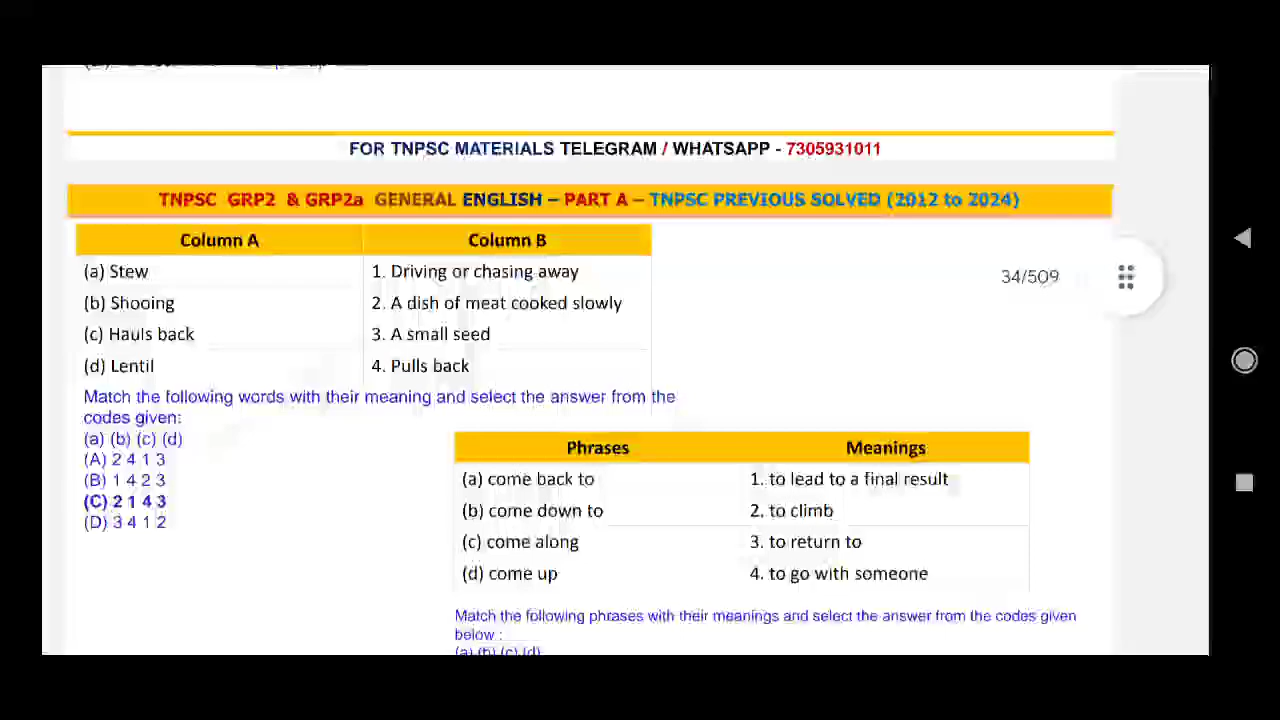 FOR TNPSC MATERIALS TELEGRAM / WHATSAPP - 7305931011
TNPSC GRP2 & GRP2a GENERAL ENGLISH – PART A – TNPSC PREVIOUS SOLVED (2012 to 2024)
Column A Column B
(a) Stew 1. Driving or chasing away
(b) Shooing 2. A dish of meat cooked slowly
(c) Hauls back 3. A small seed
(d) Lentil 4. Pulls back
34/509
Match the following words with their meaning and select the answer from the
codes given:
(a) (b) (c) (d)
(A) 2 4 1 3
(B) 1 4 2 3
(C) 2 1 4 3
(D) 3 4 1 2
Phrases Meanings
(a) come back to 1. to lead to a final result
(b) come down to 2. to climb
(c) come along 3. to return to
(d) come up 4. to go with someone
Match the following phrases with their meanings and select the answer from the codes given
below :
(a) (b) (c) (d)